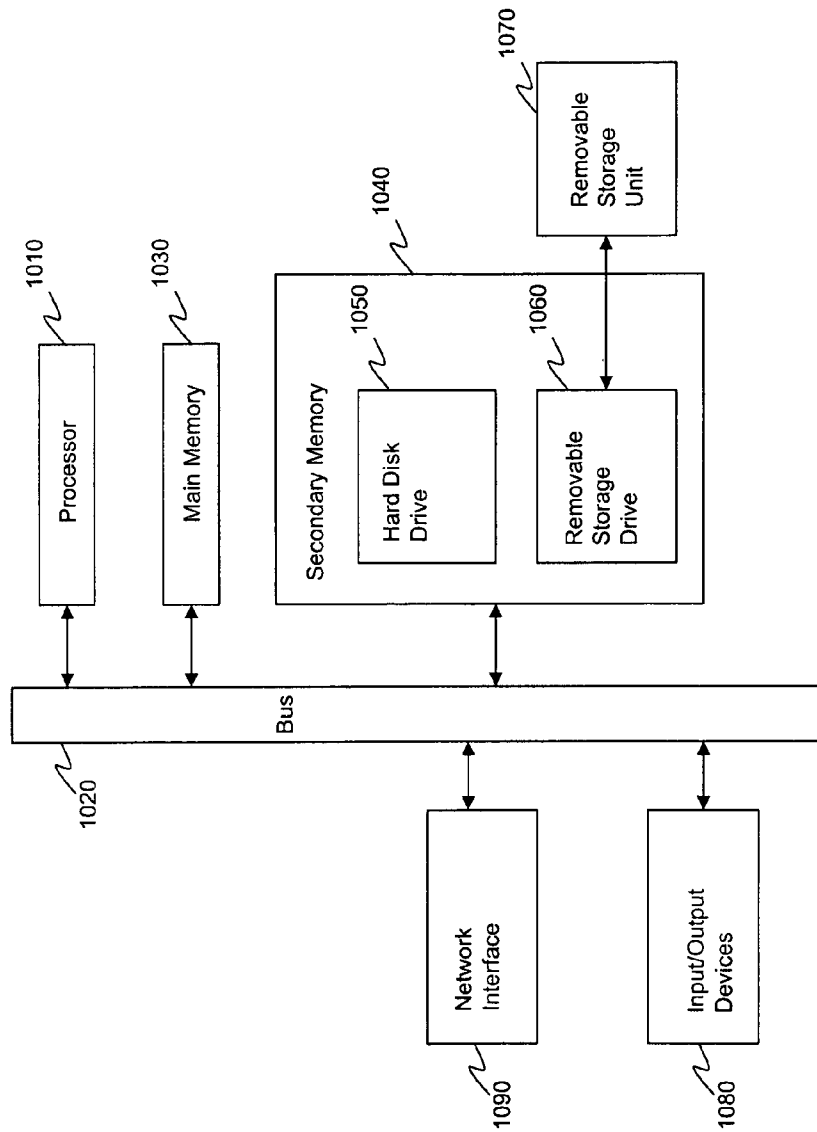 1010
Processor
1030
Main Memory
1040
Secondary Memory
1050
Hard Disk
Drive
1060
Removable
Storage
Drive
1070
Removable
Storage
Unit
Bus
1020
Network
Interface
1090
Input/Output
Devices
1080